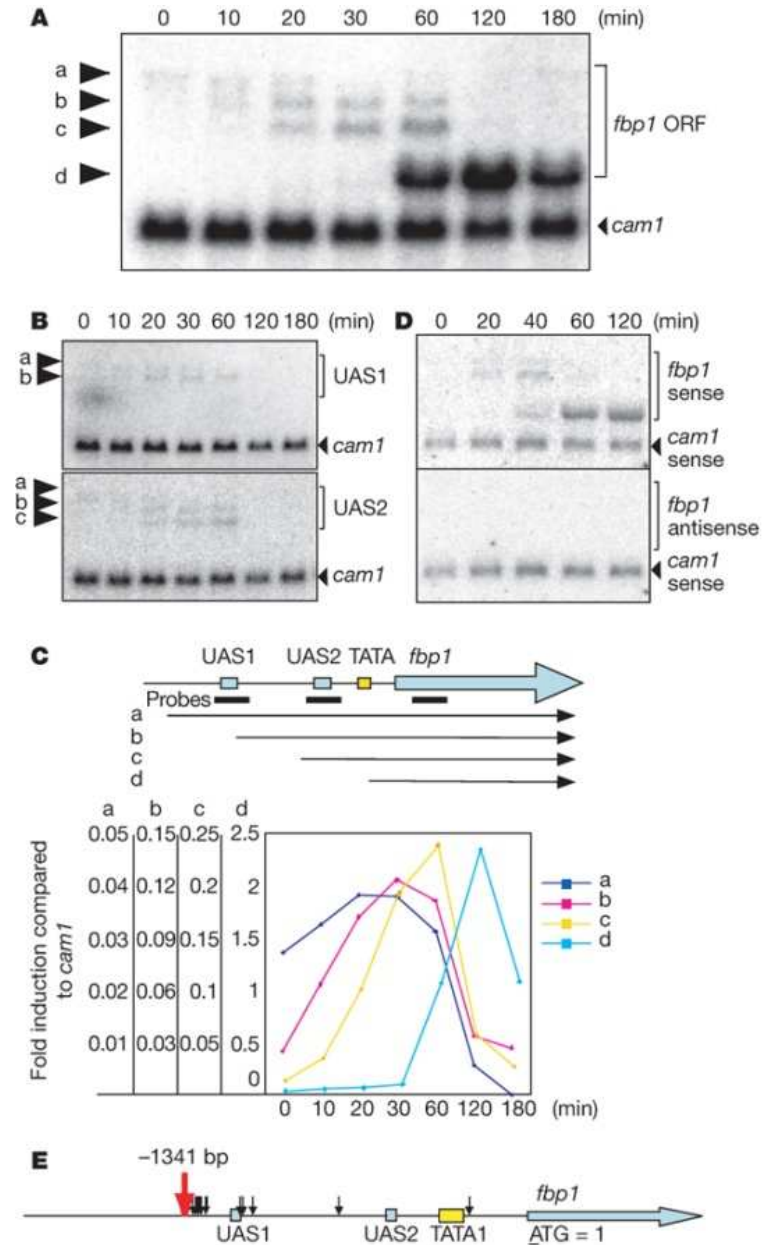 A 0 10 20 30 60 120 180 (min)
a
b
c
d
fbp1 ORF
cam1
B 0 10 20 30 60 120 180 (min)
a
b
UAS1
cam1
a
b
c
UAS2
cam1
D 0 20 40 60 120 (min)
fbp1
sense
cam1
sense
fbp1
antisense
cam1
sense
C
UAS1 UAS2 TATA fbp1
Probes
a
b
c
d
a b c d
0.05 0.15 0.25 2.5
0.04 0.12 0.2 2
0.03 0.09 0.15 1.5
0.02 0.06 0.1 1
0.01 0.03 0.05 0.5
0
Fold induction compared
to cam1
0 10 20 30 60 120 180 (min)
a
b
c
d
E
–1341 bp
fbp1
UAS1 UAS2 TATA1 ATG = 1